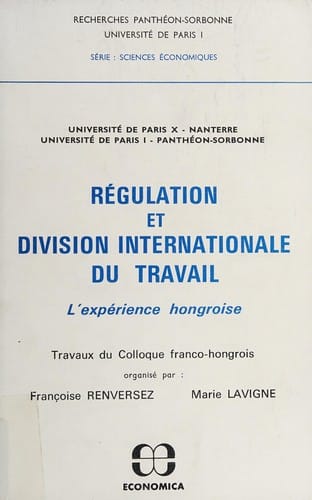 RECHERCHES PANTHÉON-SORBONNE
UNIVERSITÉ DE PARIS I
SÉRIE : SCIENCES ÉCONOMIQUES
UNIVERSITÉ DE PARIS X - NANTERRE
UNIVERSITÉ DE PARIS I - PANTHÉON-SORBONNE
RÉGULATION
ET
DIVISION INTERNATIONALE
DU TRAVAIL
L'expérience hongroise
Travaux du Colloque franco-hongrois
organisé par :
Françoise RENVERSEZ Marie LAVIGNE
ECONOMICA